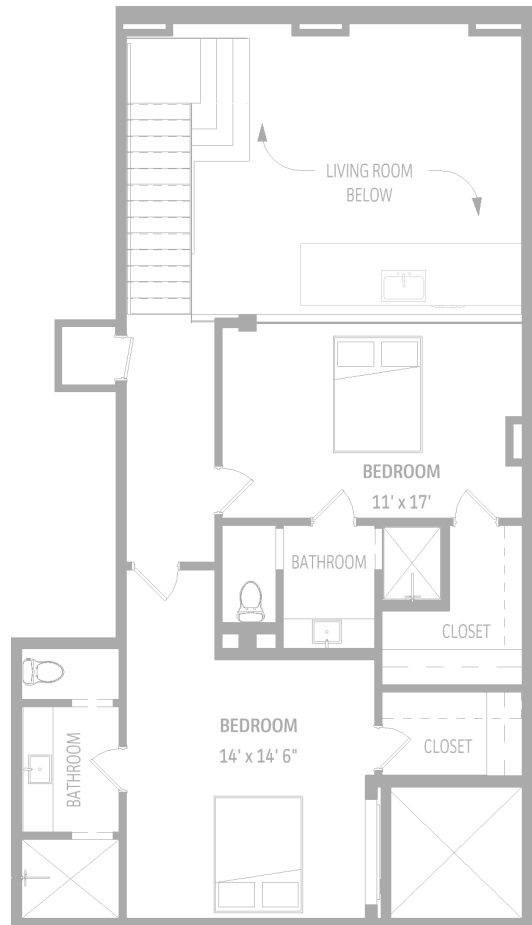 LIVING ROOM
BELOW
BEDROOM
11' x 17'
BATHROOM
CLOSET
BEDROOM
14' x 14' 6"
CLOSET
BATHROOM